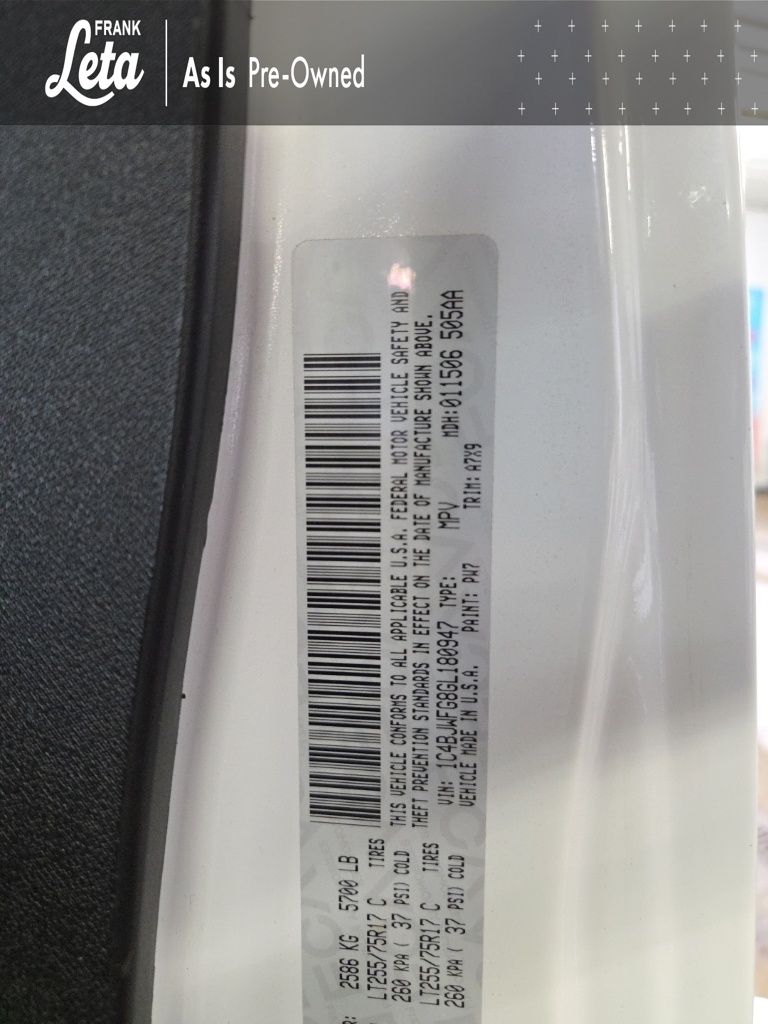 FRANK
Leta
As Is Pre-Owned
2586 KG 5700 LB
LT255/75R17 C TIRES
260 KPA ( 37 PSI) COLD
LT255/75R17 C TIRES
260 KPA ( 37 PSI) COLD
THIS VEHICLE CONFORMS TO ALL APPLICABLE U.S.A. FEDERAL MOTOR VEHICLE SAFETY AND
THEFT PREVENTION STANDARDS IN EFFECT ON THE DATE OF MANUFACTURE SHOWN ABOVE.
VIN: 1C4BJWFG8GL180947 TYPE: MPV MDH:011506 505AA
VEHICLE MADE IN U.S.A. PAINT: PW7 TRIM: A7X9